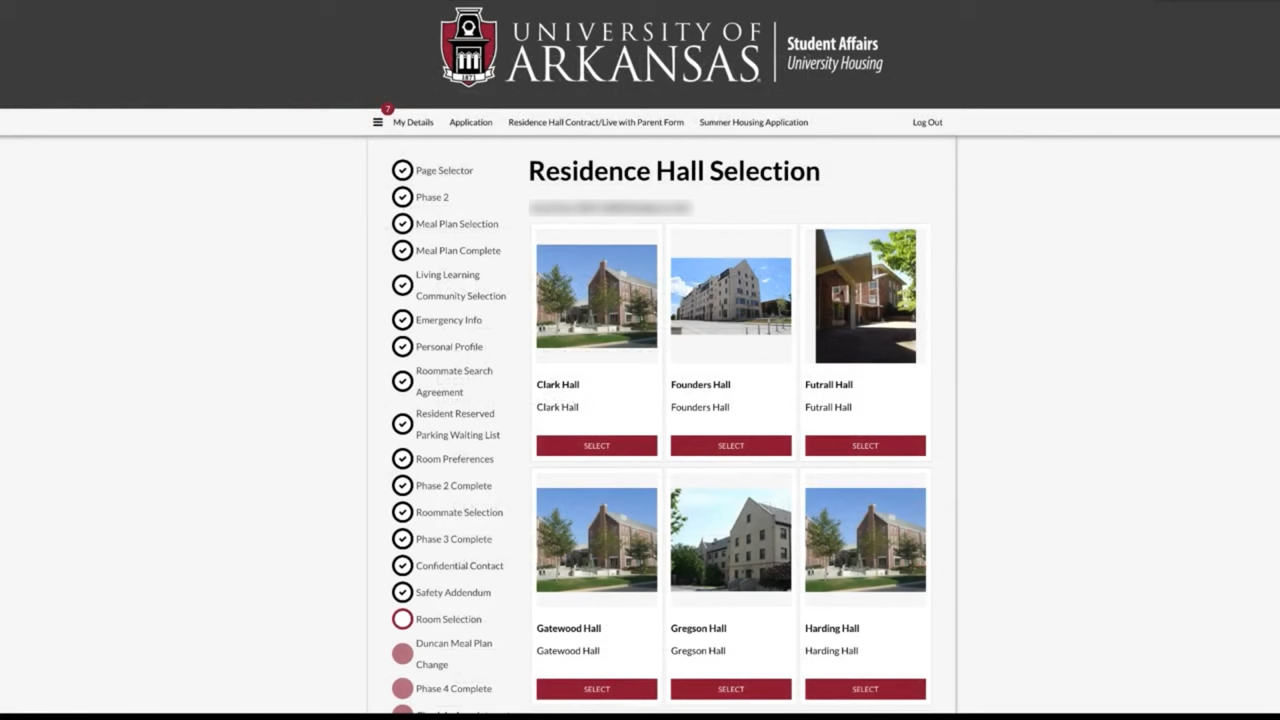 UNIVERSITY OF
ARKANSAS
Student Affairs
University Housing
1871
7
My Details Application Residence Hall Contract/Live with Parent Form Summer Housing Application Log Out
Page Selector
Phase 2
Meal Plan Selection
Meal Plan Complete
Living Learning
Community Selection
Emergency Info
Personal Profile
Roommate Search
Agreement
Resident Reserved
Parking Waiting List
Room Preferences
Phase 2 Complete
Roommate Selection
Phase 3 Complete
Confidential Contact
Safety Addendum
Room Selection
Duncan Meal Plan
Change
Phase 4 Complete
Residence Hall Selection
Clark Hall Founders Hall Futrall Hall
Clark Hall Founders Hall Futrall Hall
SELECT SELECT SELECT
Gatewood Hall Gregson Hall Harding Hall
Gatewood Hall Gregson Hall Harding Hall
SELECT SELECT SELECT